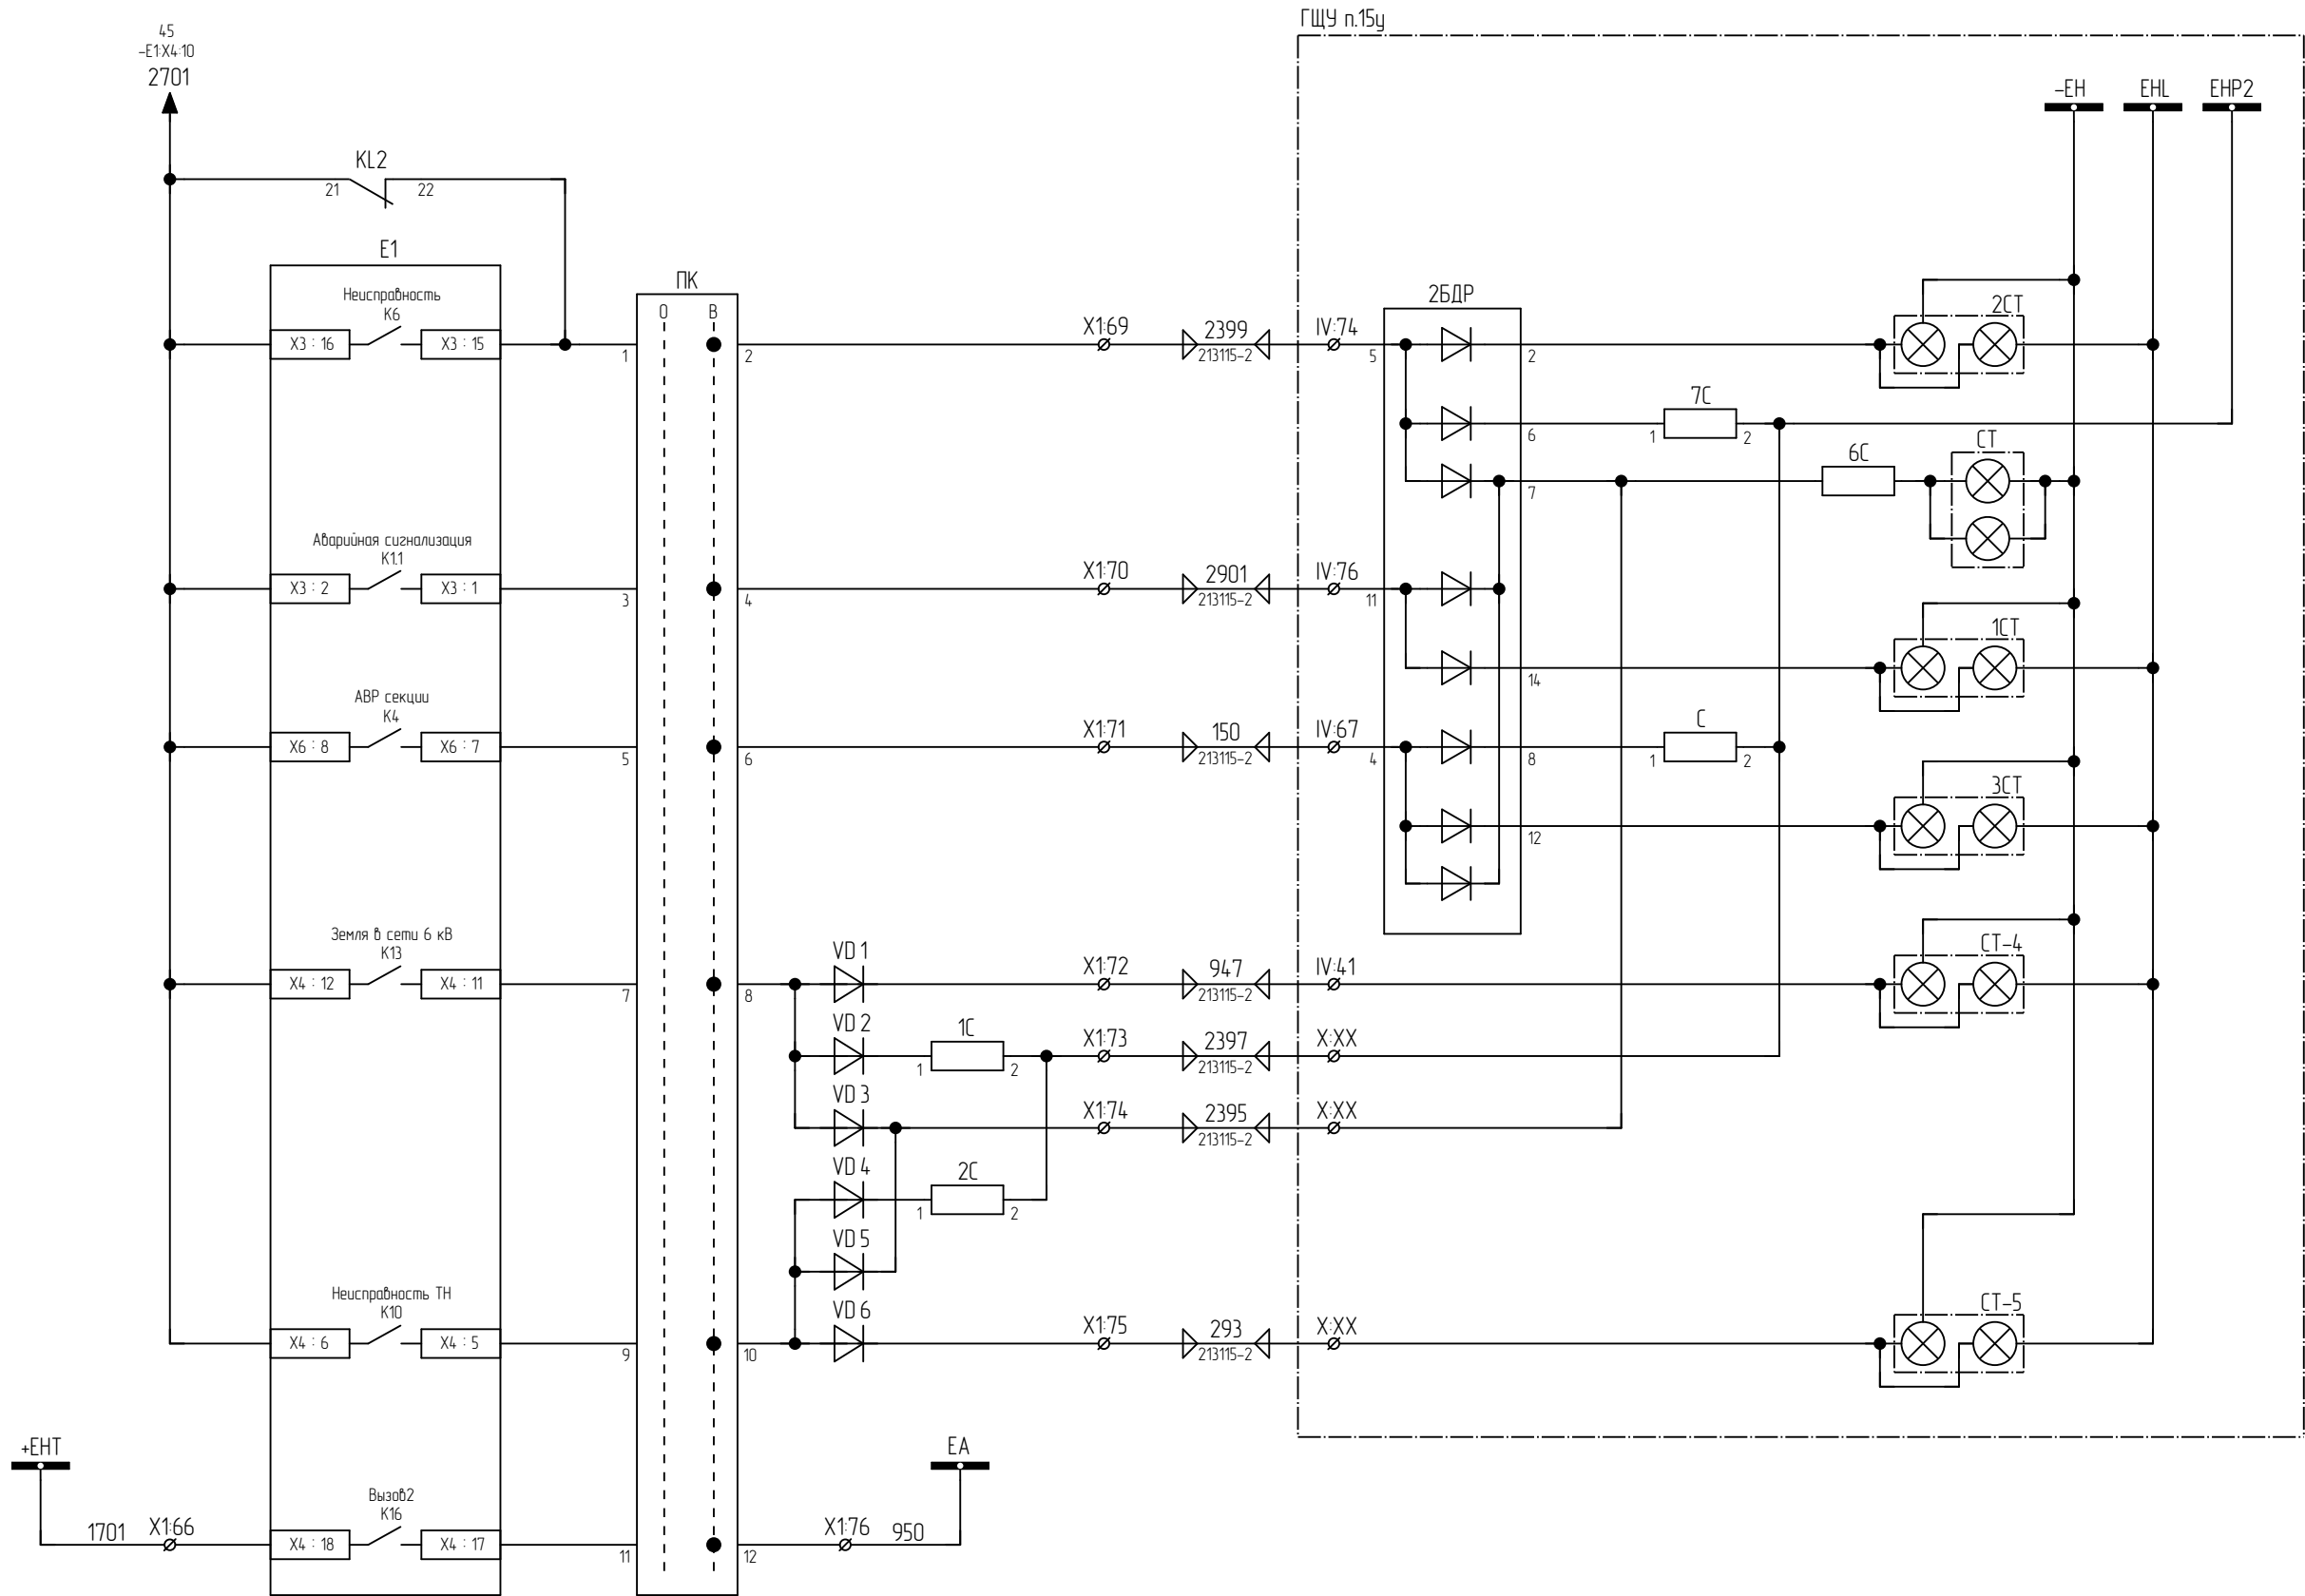 ГЩУ п.15у
45
-E1:X4:10
2701
-EH EHL EHP2
KL2
21 22
E1
ПК
О В
2БДР
2СТ
Неисправность
K6
X3 : 16 X3 : 15
1 2
X1:69
2399
213115-2
IV:74
5 2
7С
1 2
6
СТ
6С
7
Аварийная сигнализация
K1.1
X3 : 2 X3 : 1
3 4
X1:70
2901
213115-2
IV:76
11
1СТ
14
АВР секции
K4
X6 : 8 X6 : 7
5 6
X1:71
150
213115-2
IV:67
4 8
С
1 2
3СТ
12
Земля в сети 6 кВ
K13
X4 : 12 X4 : 11
7 8
VD 1
X1:72
947
213115-2
IV:41
СТ-4
VD 2
1С
1 2
X1:73
2397
213115-2
X:XX
VD 3
X1:74
2395
213115-2
X:XX
VD 4
2С
1 2
VD 5
Неисправность ТН
K10
X4 : 6 X4 : 5
9 10
VD 6
X1:75
293
213115-2
X:XX
СТ-5
+EHT
EA
Вызов2
K16
1701 X1:66
X4 : 18 X4 : 17
11 12
X1:76 950